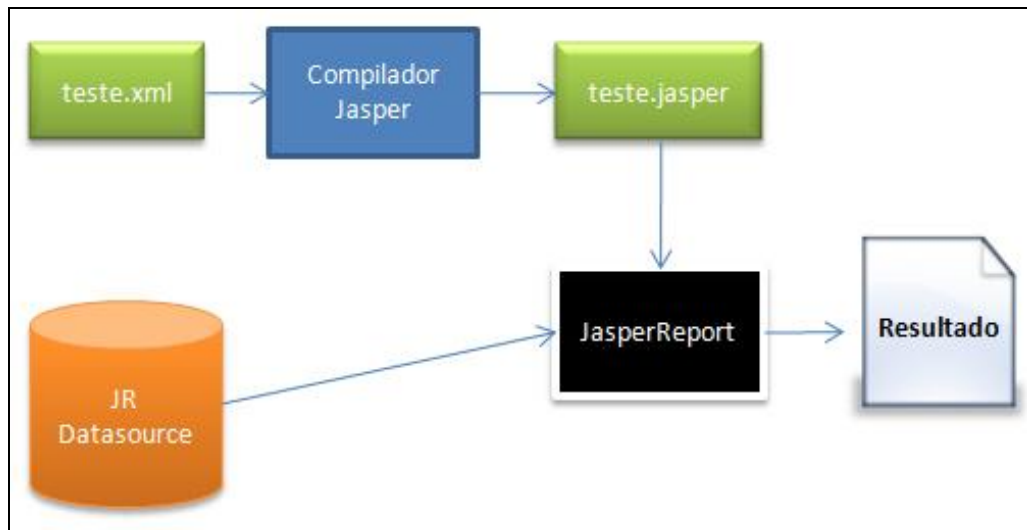 teste.xml
Compilador
Jasper
teste.jasper
JR
Datasource
JasperReport
Resultado